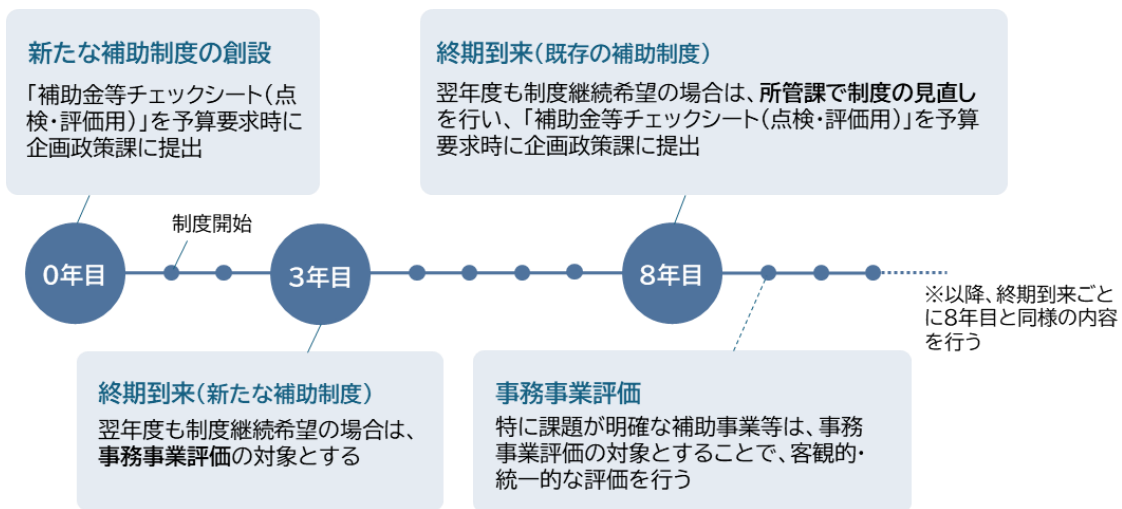 新たな補助制度の創設
「補助金等チェックシート（点
検・評価用）」を予算要求時に
企画政策課に提出
終期到来（既存の補助制度）
翌年度も制度継続希望の場合は、所管課で制度の見直し
を行い、「補助金等チェックシート（点検・評価用）」を予算
要求時に企画政策課に提出
制度開始
0年目
3年目
8年目
※以降、終期到来ごと
に8年目と同様の内容
を行う
終期到来（新たな補助制度）
翌年度も制度継続希望の場合は、
事務事業評価の対象とする
事務事業評価
特に課題が明確な補助事業等は、事務
事業評価の対象とすることで、客観的・
統一的な評価を行う